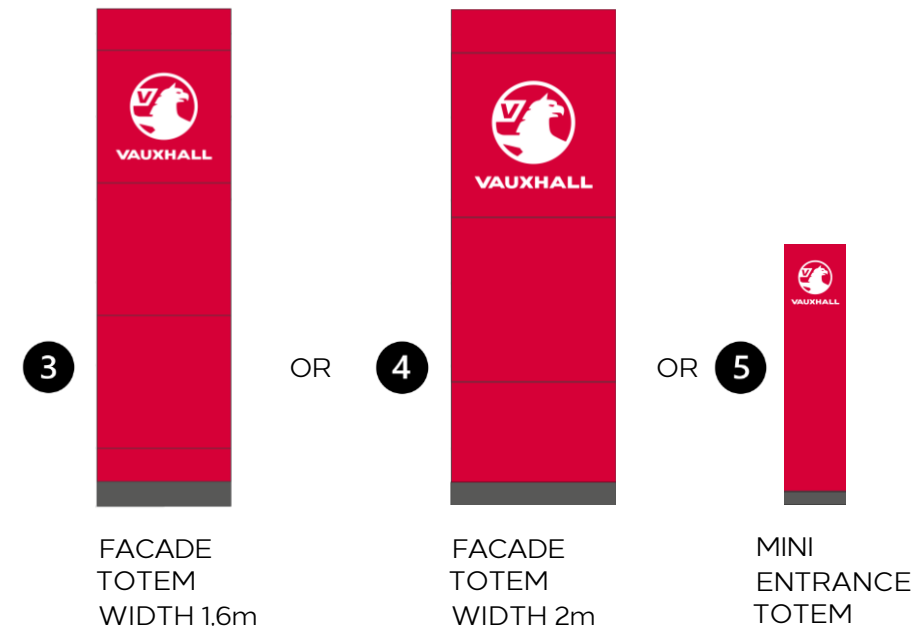 V
VAUXHALL
V
VAUXHALL
V
VAUXHALL
3
OR
4
OR
5
FACADE
TOTEM
WIDTH 1,6m
FACADE
TOTEM
WIDTH 2m
MINI
ENTRANCE
TOTEM